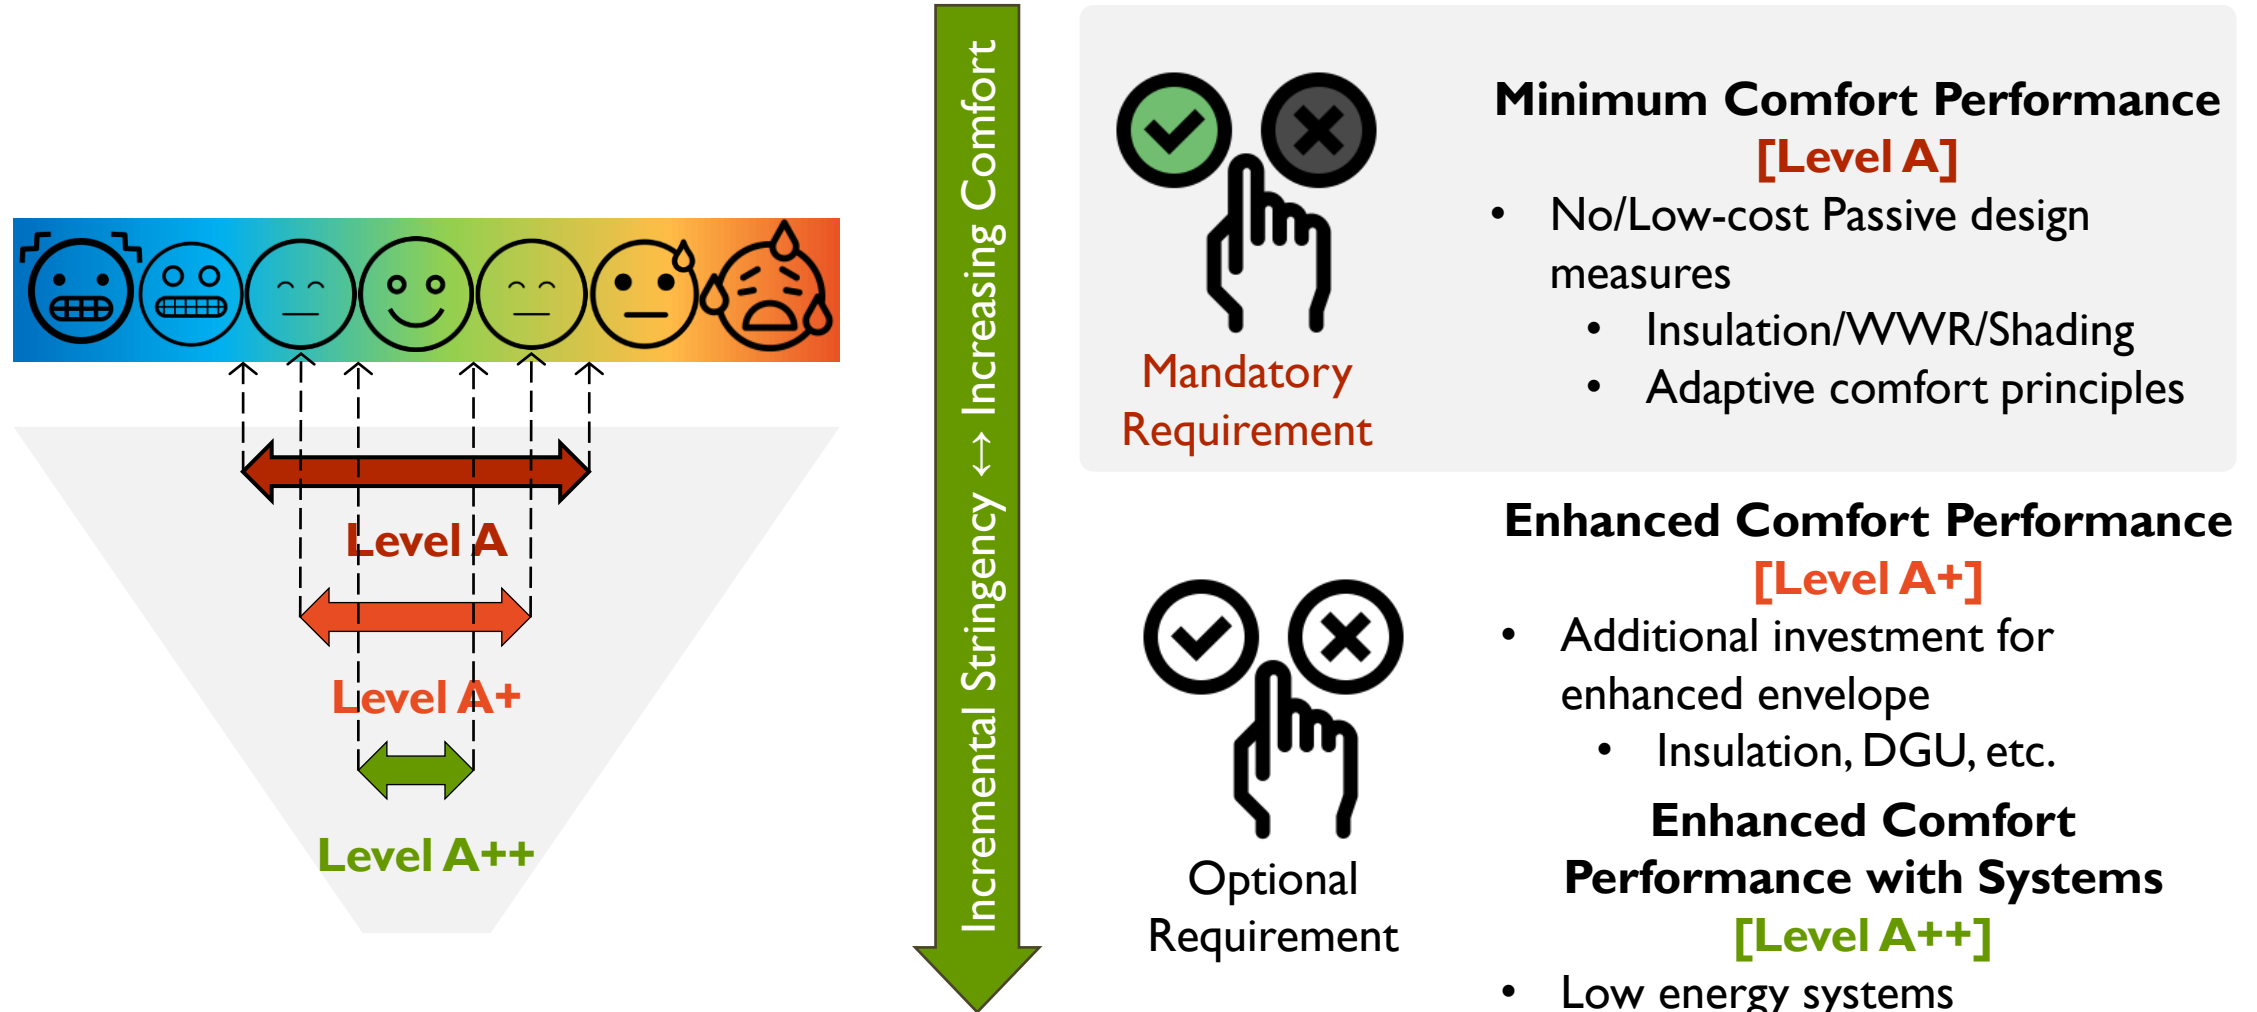 Level A
Level A+
Level A++
Incremental Stringency ↔ Increasing Comfort
Mandatory
Requirement
Minimum Comfort Performance
[Level A]
• No/Low-cost Passive design
measures
• Insulation/WWR/Shading
• Adaptive comfort principles
Optional
Requirement
Enhanced Comfort Performance
[Level A+]
• Additional investment for
enhanced envelope
• Insulation, DGU, etc.
Enhanced Comfort
Performance with Systems
[Level A++]
• Low energy systems